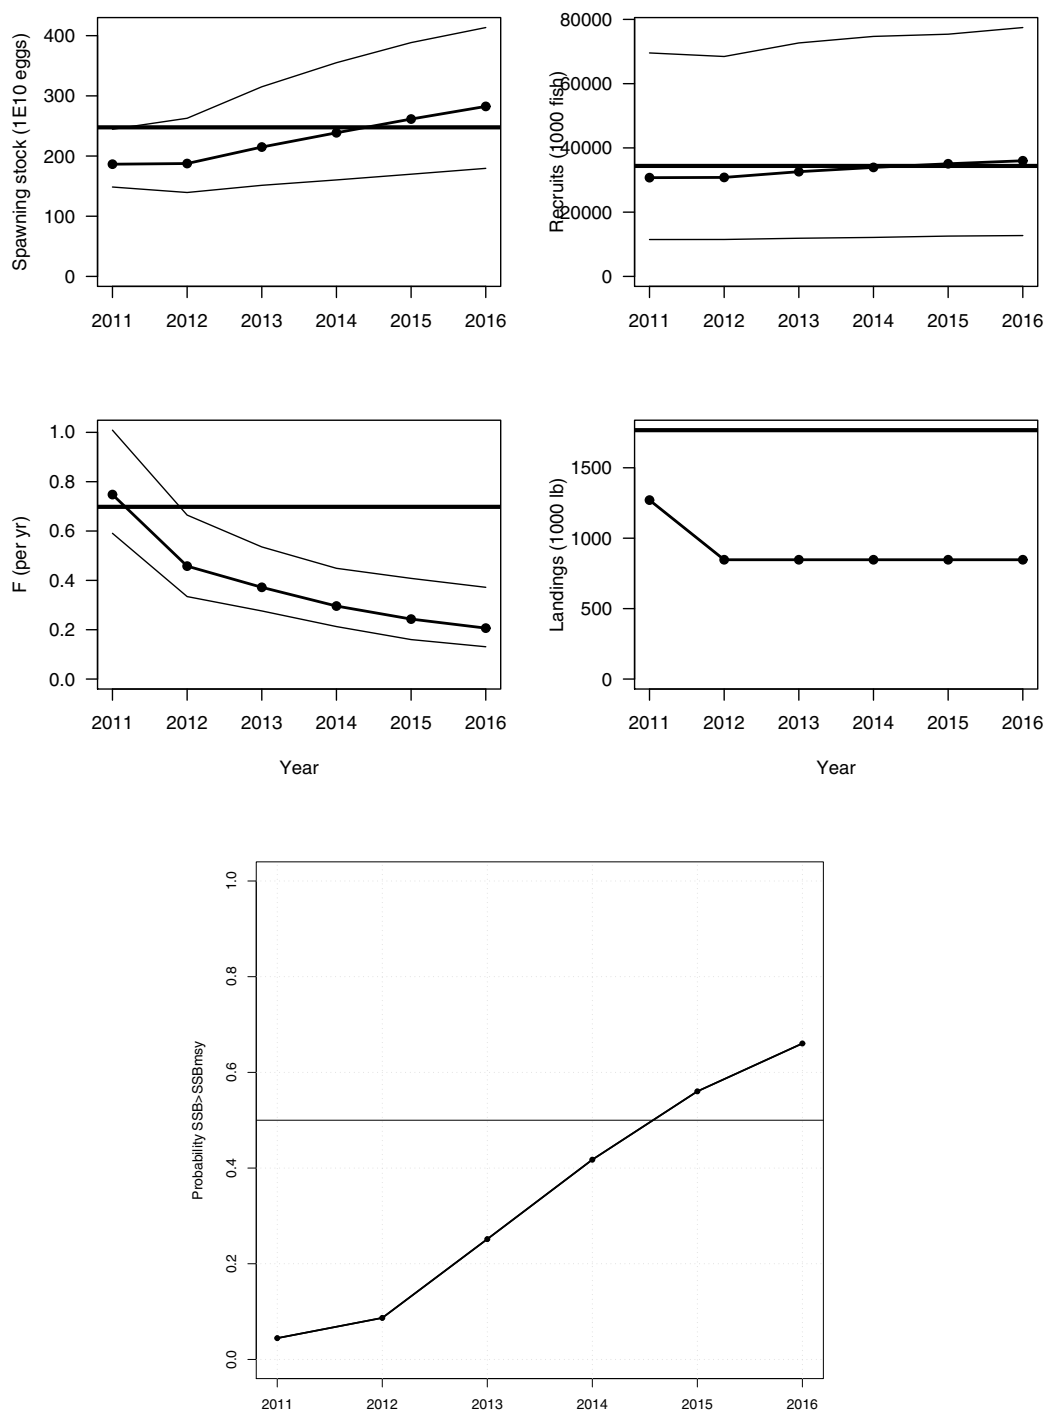 Spawning stock (1E10 eggs)
400
300
200
100
0
2011 2012 2013 2014 2015 2016
Recruits (1000 fish)
80000
60000
40000
20000
0
2011 2012 2013 2014 2015 2016
F (per yr)
1.0
0.8
0.6
0.4
0.2
0.0
2011 2012 2013 2014 2015 2016
Year
Landings (1000 lb)
1500
1000
500
0
2011 2012 2013 2014 2015 2016
Year
Probability SSB>SSBmsy
1.0
0.8
0.6
0.4
0.2
0.0
2011 2012 2013 2014 2015 2016